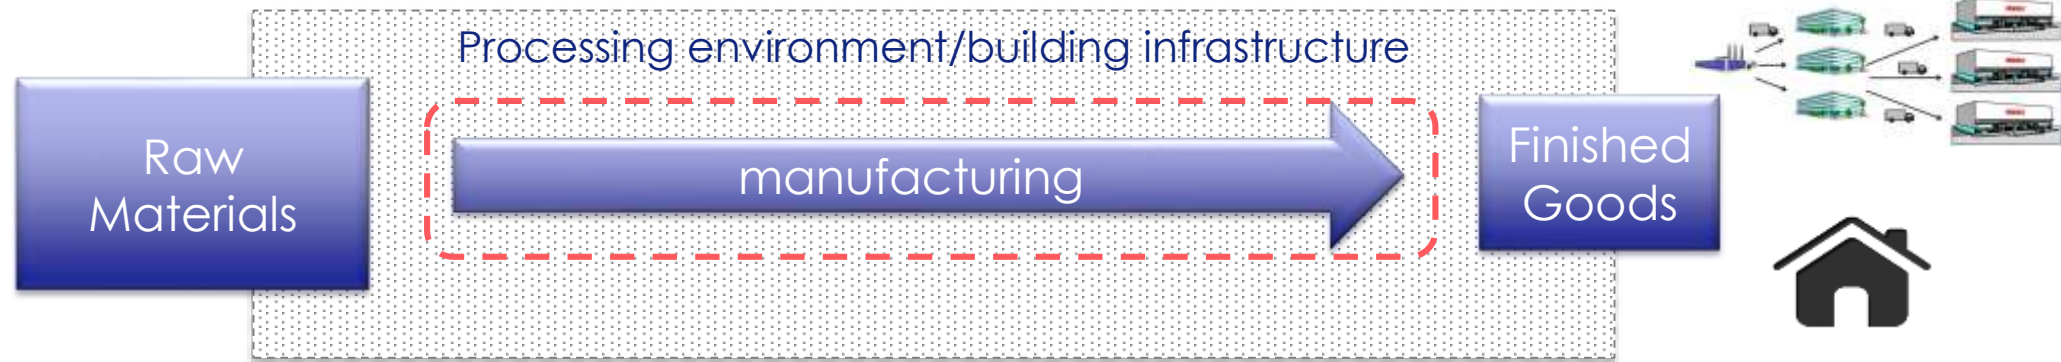 Processing environment/building infrastructure
Raw
Materials
manufacturing
Finished
Goods